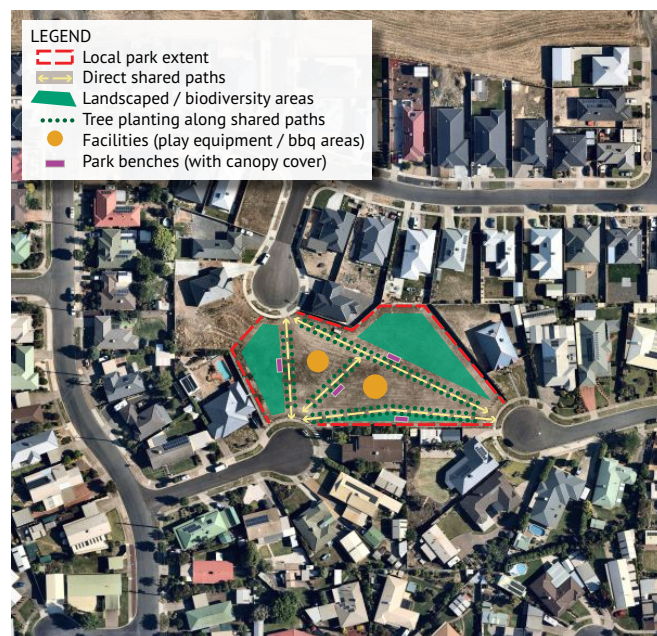 LEGEND
Local park extent
Direct shared paths
Landscaped / biodiversity areas
Tree planting along shared paths
Facilities (play equipment / bbq areas)
Park benches (with canopy cover)